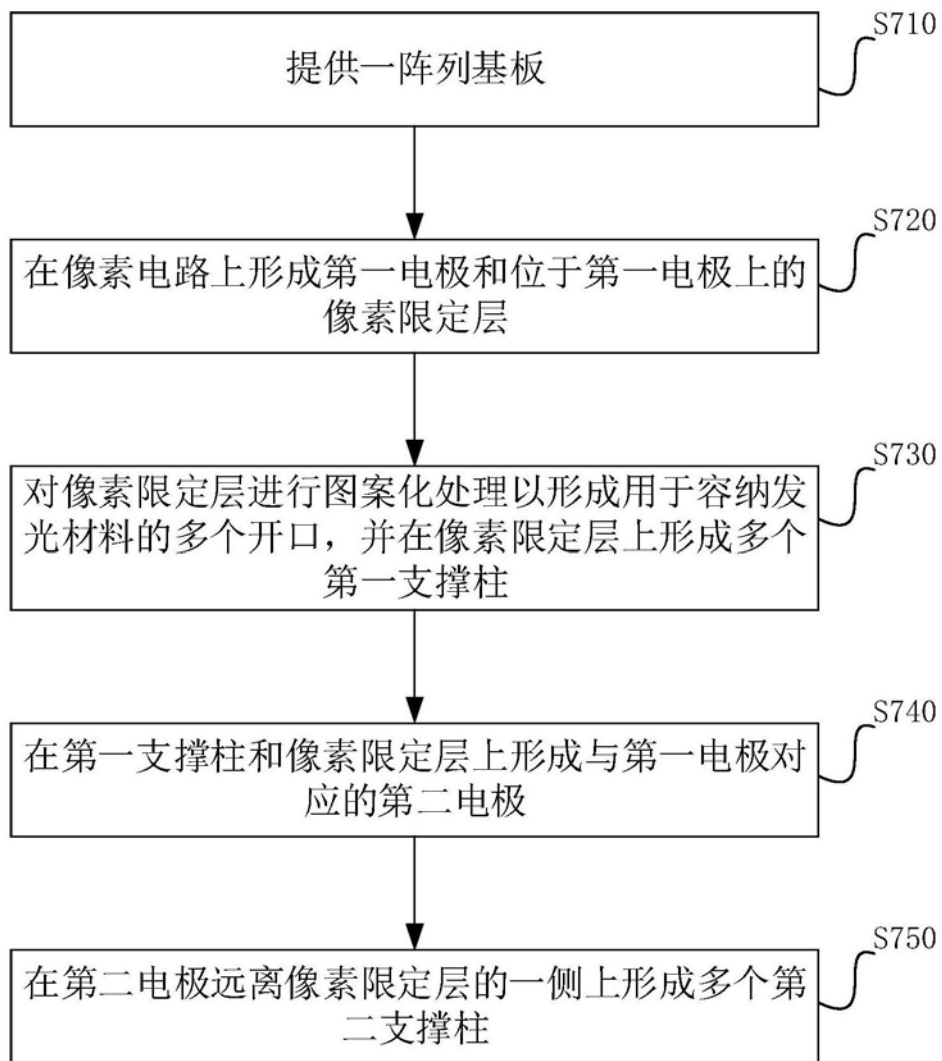 S710
提供一阵列基板
S720
在像素电路上形成第一电极和位于第一电极上的
像素限定层
S730
对像素限定层进行图案化处理以形成用于容纳发
光材料的多个开口，并在像素限定层上形成多个
第一支撑柱
S740
在第一支撑柱和像素限定层上形成与第一电极对
应的第二电极
S750
在第二电极远离像素限定层的一侧上形成多个第
二支撑柱